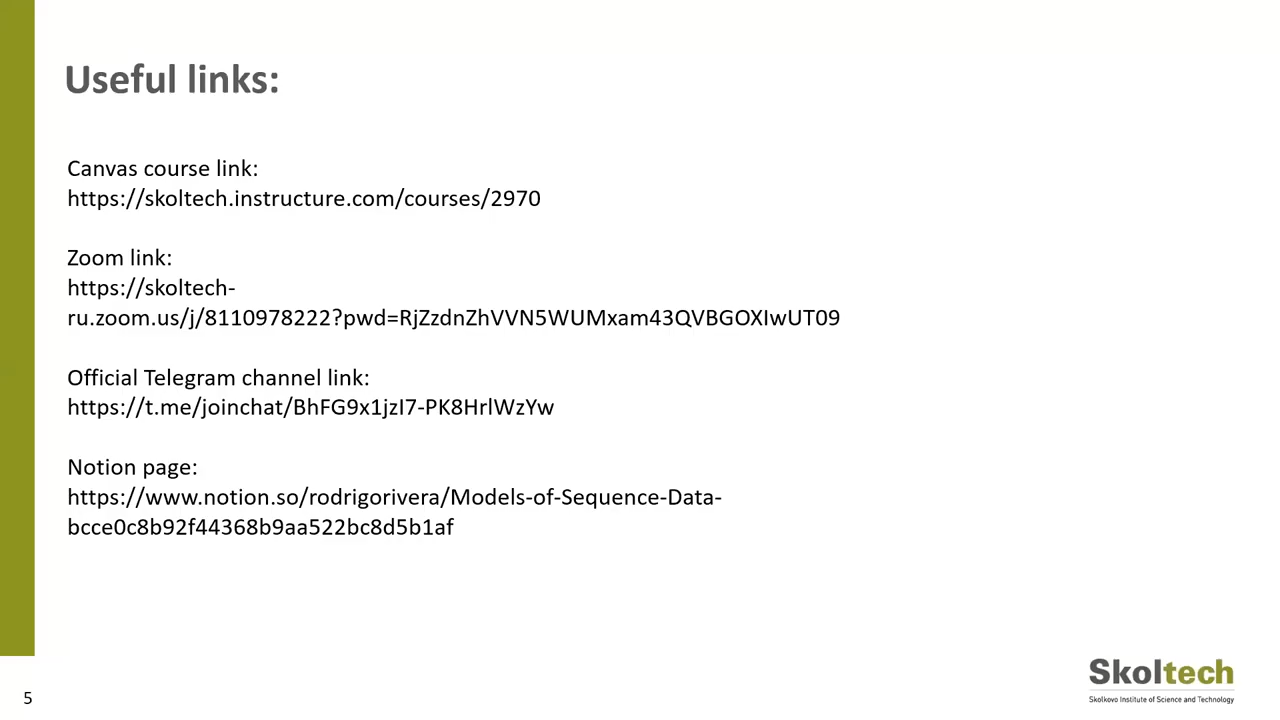 Useful links:
Canvas course link:
https://skoltech.instructure.com/courses/2970
Zoom link:
https://skoltech-
ru.zoom.us/j/8110978222?pwd=RjZzdnZhVVN5WUMxam43QVBGOXIwUT09
Official Telegram channel link:
https://t.me/joinchat/BhFG9x1jzI7-PK8HrlWzYw
Notion page:
https://www.notion.so/rodrigorivera/Models-of-Sequence-Data-
bcce0c8b92f44368b9aa522bc8d5b1af
Skoltech
Skolkovo Institute of Science and Technology
5